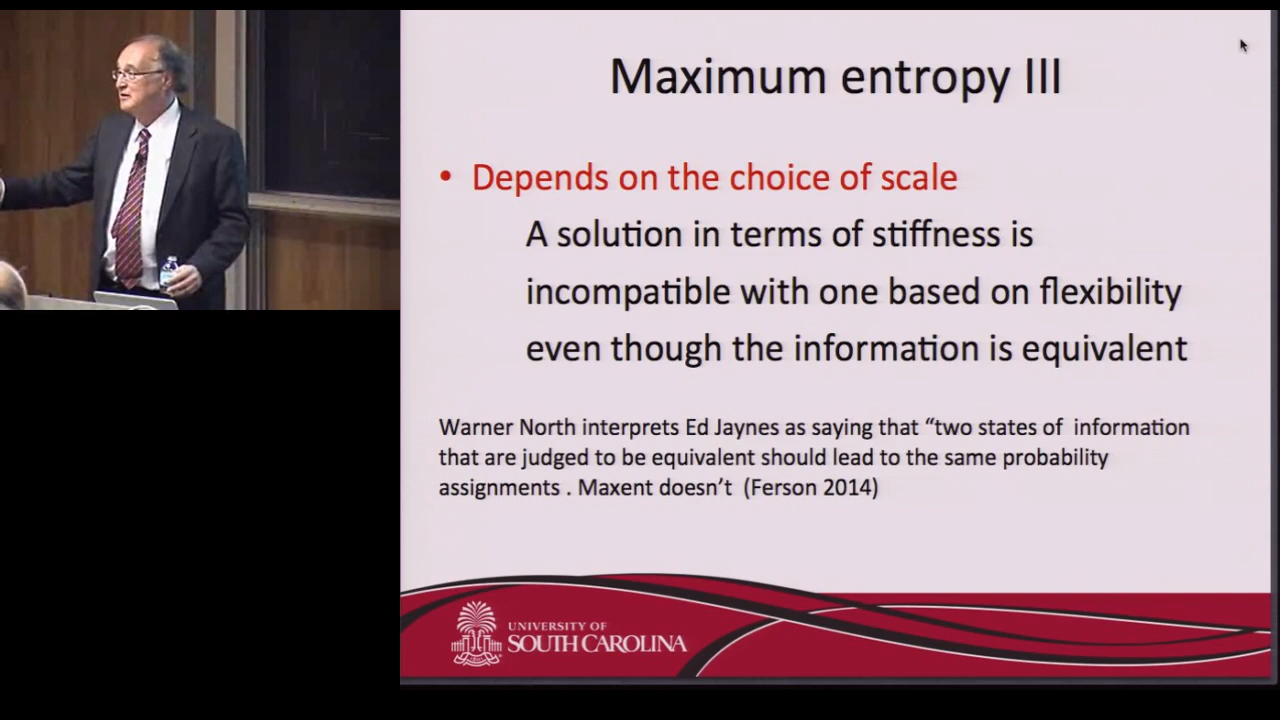 Maximum entropy III
• Depends on the choice of scale
A solution in terms of stiffness is
incompatible with one based on flexibility
even though the information is equivalent
Warner North interprets Ed Jaynes as saying that “two states of information
that are judged to be equivalent should lead to the same probability
assignments . Maxent doesn’t (Ferson 2014)
UNIVERSITY OF
SOUTH CAROLINA